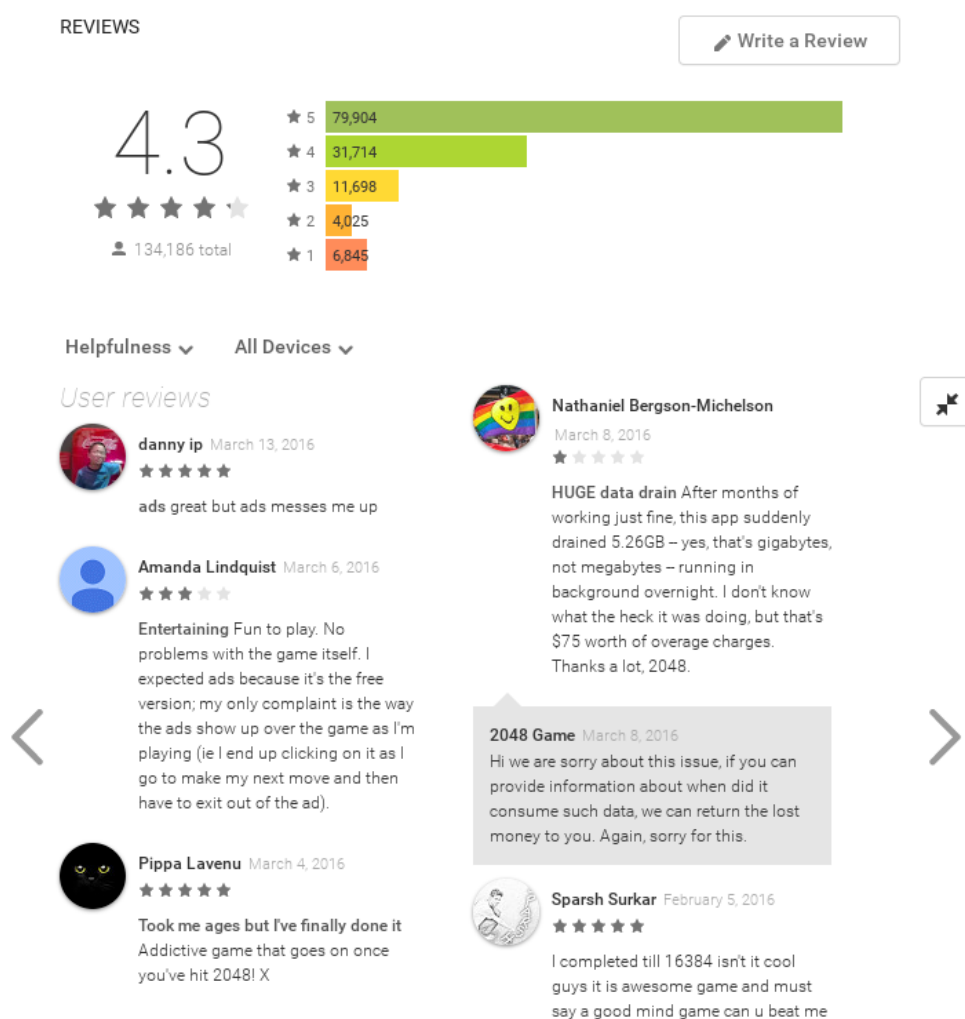 REVIEWS
Write a Review
4.3
134,186 total
5 79,904
4 31,714
3 11,698
2 4,025
1 6,845
Helpfulness
All Devices
User reviews
danny ip March 13, 2016
ads great but ads messes me up
Amanda Lindquist March 6, 2016
Entertaining Fun to play. No
problems with the game itself. I
expected ads because it's the free
version; my only complaint is the way
the ads show up over the game as I'm
playing (ie I end up clicking on it as I
go to make my next move and then
have to exit out of the ad).
Pippa Lavenu March 4, 2016
Took me ages but I've finally done it
Addictive game that goes on once
you've hit 2048! X
Nathaniel Bergson-Michelson
March 8, 2016
HUGE data drain After months of
working just fine, this app suddenly
drained 5.26GB – yes, that's gigabytes,
not megabytes – running in
background overnight. I don't know
what the heck it was doing, but that's
$75 worth of overage charges.
Thanks a lot, 2048.
2048 Game March 8, 2016
Hi we are sorry about this issue, if you can
provide information about when did it
consume such data, we can return the lost
money to you. Again, sorry for this.
Sparsh Surkar February 5, 2016
I completed till 16384 isn't it cool
guys it is awesome game and must
say a good mind game can u beat me